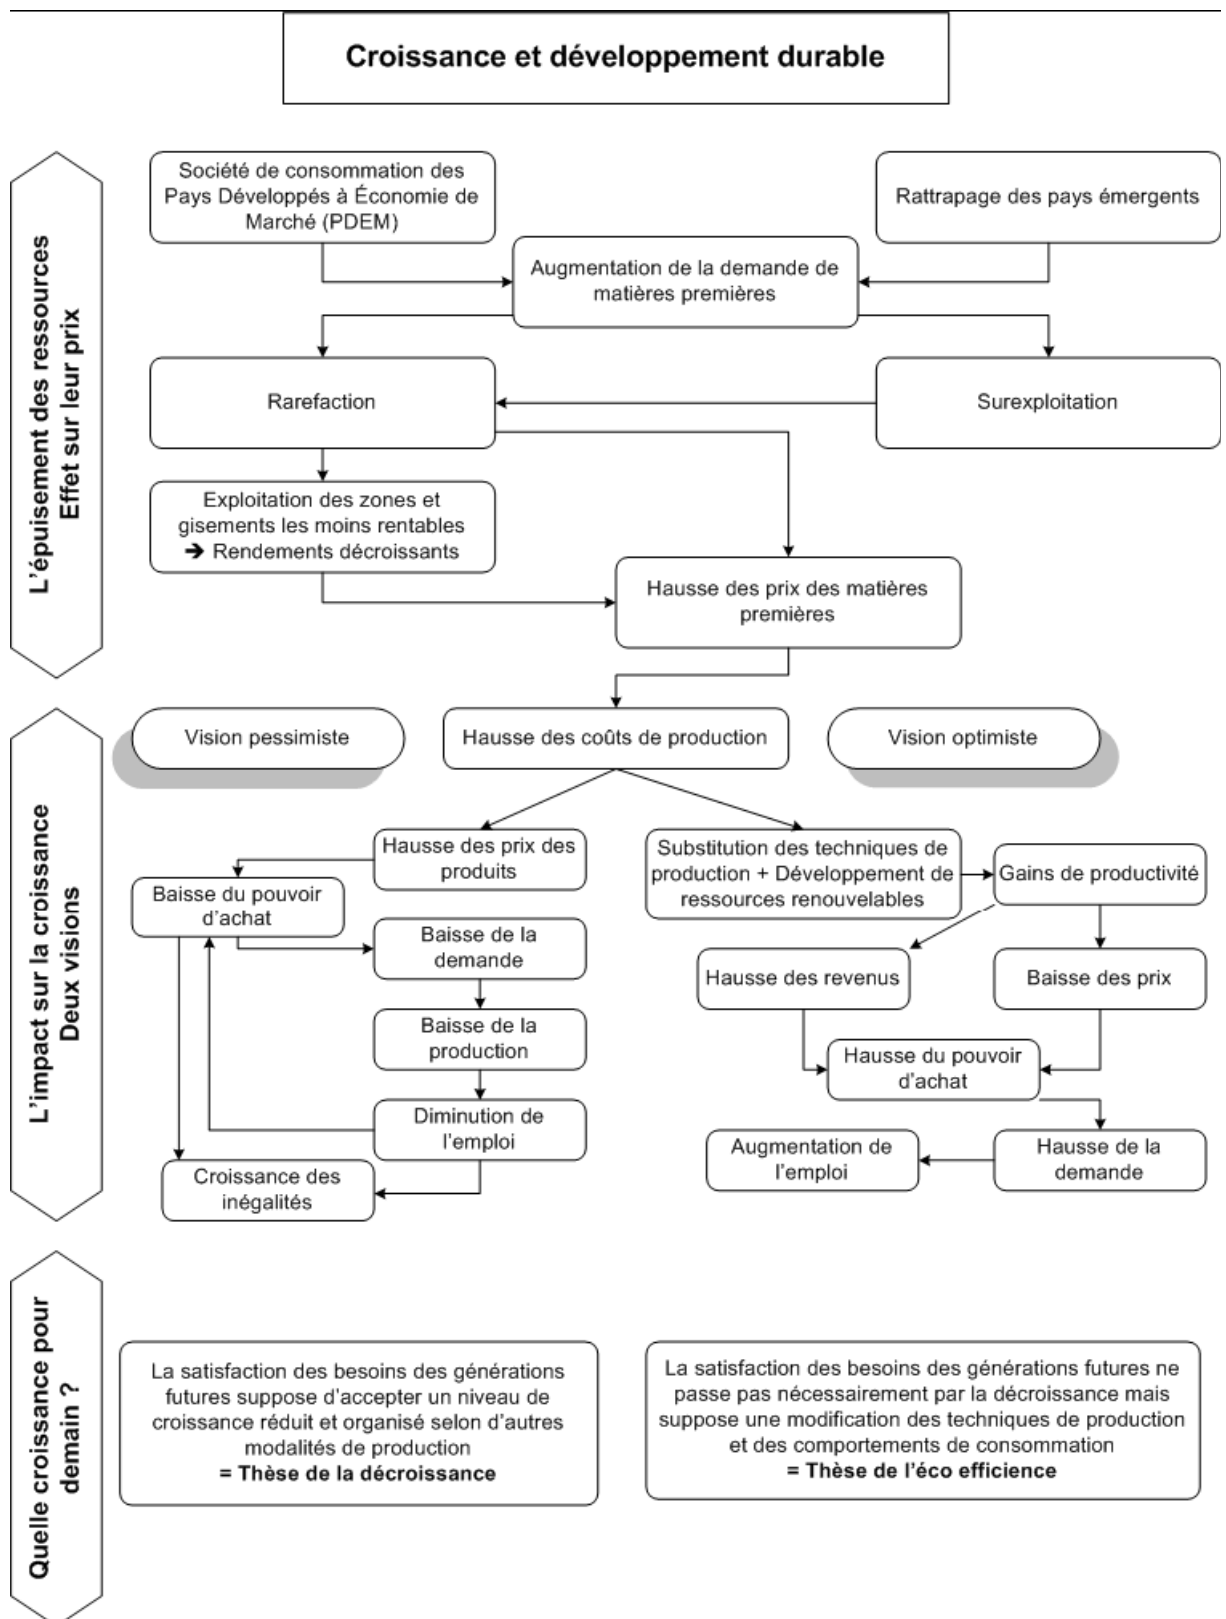 Croissance et développement durable
L'épuisement des ressources
Effet sur leur prix
Société de consommation des
Pays Développés à Économie de
Marché (PDEM)
Rattrapage des pays émergents
Augmentation de la demande de
matières premières
Rarefaction
Surexploitation
Exploitation des zones et
gisements les moins rentables
➔ Rendements décroissants
Hausse des prix des matières
premières
L'impact sur la croissance
Deux visions
Vision pessimiste
Hausse des coûts de production
Vision optimiste
Hausse des prix des
produits
Baisse du pouvoir
d'achat
Baisse de la
demande
Baisse de la
production
Diminution de
l'emploi
Croissance des
inégalités
Substitution des techniques de
production + Développement de
ressources renouvelables
Gains de productivité
Hausse des revenus
Baisse des prix
Hausse du pouvoir
d'achat
Hausse de la
demande
Augmentation de
l'emploi
Quelle croissance pour
demain ?
La satisfaction des besoins des générations
futures suppose d'accepter un niveau de
croissance réduit et organisé selon d'autres
modalités de production
= Thèse de la décroissance
La satisfaction des besoins des générations futures ne
passe pas nécessairement par la décroissance mais
suppose une modification des techniques de production
et des comportements de consommation
= Thèse de l'éco efficience